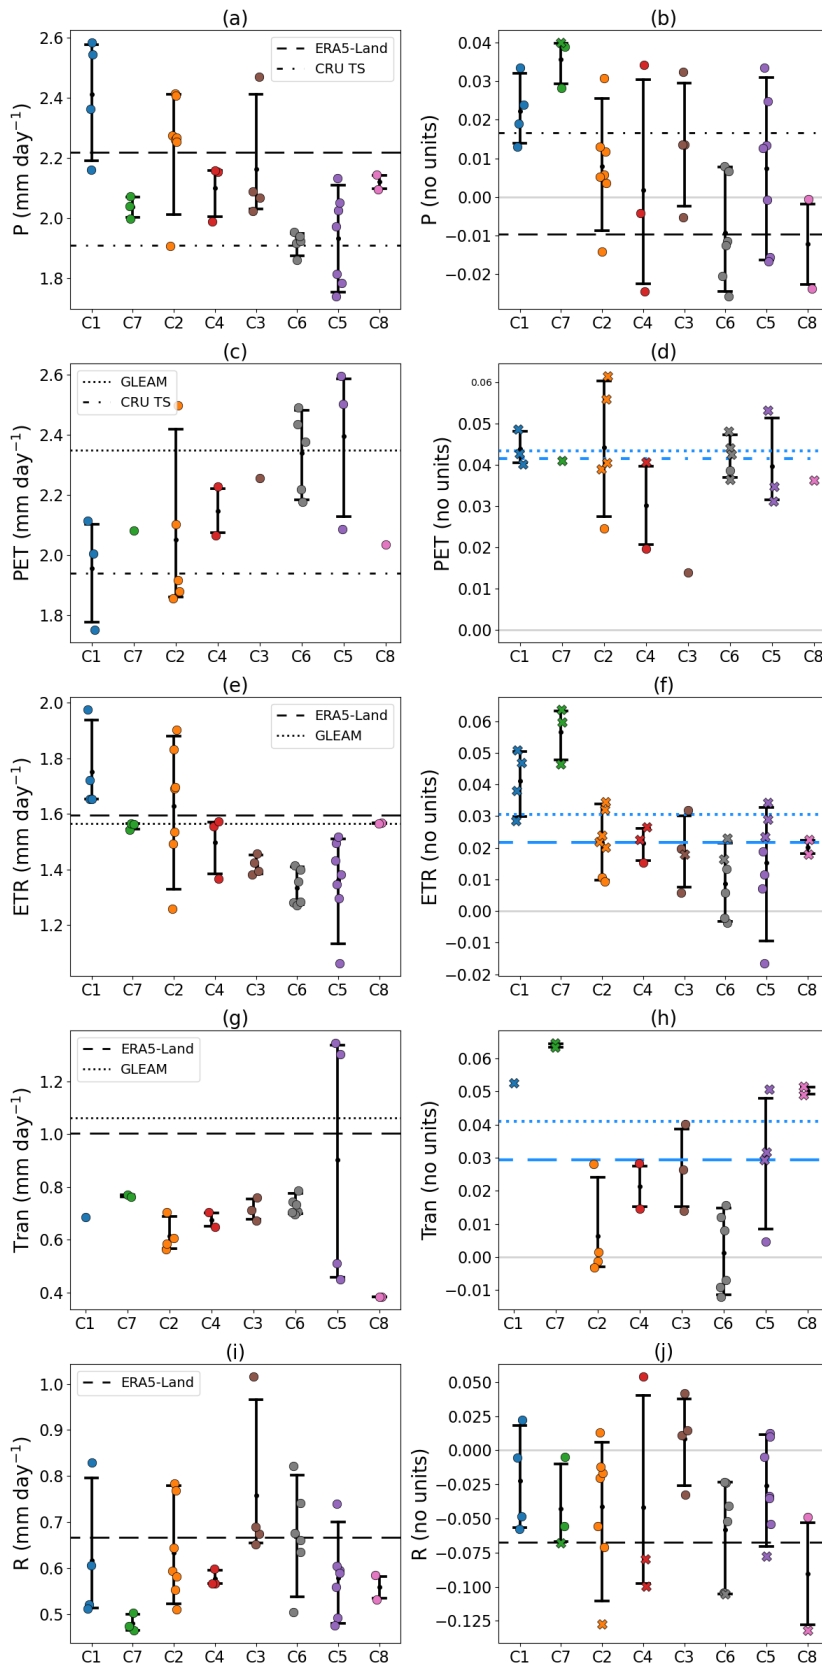 (a)
P (mm day⁻¹)
2.6
2.4
2.2
2.0
1.8
ERA5-Land
CRU TS
C1 C7 C2 C4 C3 C6 C5 C8
(b)
P (no units)
0.04
0.03
0.02
0.01
0.00
−0.01
−0.02
C1 C7 C2 C4 C3 C6 C5 C8
(c)
PET (mm day⁻¹)
2.6
2.4
2.2
2.0
1.8
GLEAM
CRU TS
C1 C7 C2 C4 C3 C6 C5 C8
(d)
PET (no units)
0.06
0.05
0.04
0.03
0.02
0.01
0.00
C1 C7 C2 C4 C3 C6 C5 C8
(e)
ETR (mm day⁻¹)
2.0
1.8
1.6
1.4
1.2
ERA5-Land
GLEAM
C1 C7 C2 C4 C3 C6 C5 C8
(f)
ETR (no units)
0.06
0.05
0.04
0.03
0.02
0.01
0.00
−0.01
−0.02
C1 C7 C2 C4 C3 C6 C5 C8
(g)
Tran (mm day⁻¹)
1.2
1.0
0.8
0.6
0.4
ERA5-Land
GLEAM
C1 C7 C2 C4 C3 C6 C5 C8
(h)
Tran (no units)
0.06
0.05
0.04
0.03
0.02
0.01
0.00
−0.01
C1 C7 C2 C4 C3 C6 C5 C8
(i)
R (mm day⁻¹)
1.0
0.9
0.8
0.7
0.6
0.5
ERA5-Land
C1 C7 C2 C4 C3 C6 C5 C8
(j)
R (no units)
0.050
0.025
0.000
−0.025
−0.050
−0.075
−0.100
−0.125
C1 C7 C2 C4 C3 C6 C5 C8